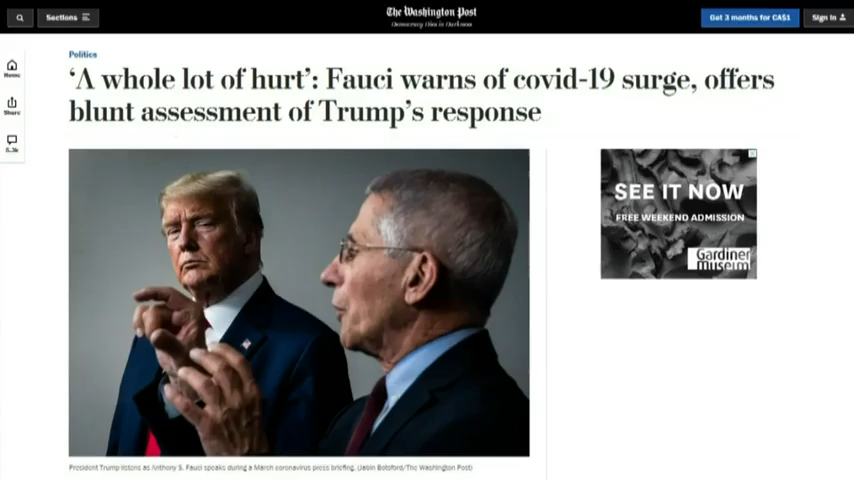 Sections
The Washington Post
Democracy Dies in Darkness
Get 3 months for CA$1
Sign In
Home
Share
5.3k
Politics
‘A whole lot of hurt’: Fauci warns of covid-19 surge, offers
blunt assessment of Trump’s response
SEE IT NOW
FREE WEEKEND ADMISSION
Gardiner
museum
President Trump listens as Anthony S. Fauci speaks during a March coronavirus press briefing. (Jabin Botsford/The Washington Post)